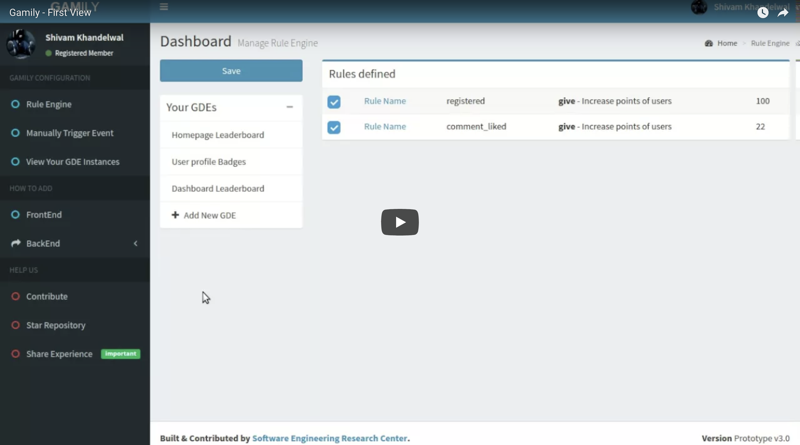 Gamily - First View
GAMILY
Shivam Khandelwal
Shivam Khandelwal
Registered Member
GAMILY CONFIGURATION
Rule Engine
Manually Trigger Event
View Your GDE Instances
HOW TO ADD
FrontEnd
BackEnd
HELP US
Contribute
Star Repository
Share Experience important
Dashboard Manage Rule Engine
Home > Rule Engine
Save
Your GDEs
Homepage Leaderboard
User profile Badges
Dashboard Leaderboard
Add New GDE
Rules defined
Rule Name registered give - Increase points of users 100
Rule Name comment_liked give - Increase points of users 22
Built & Contributed by Software Engineering Research Center.
Version Prototype v3.0